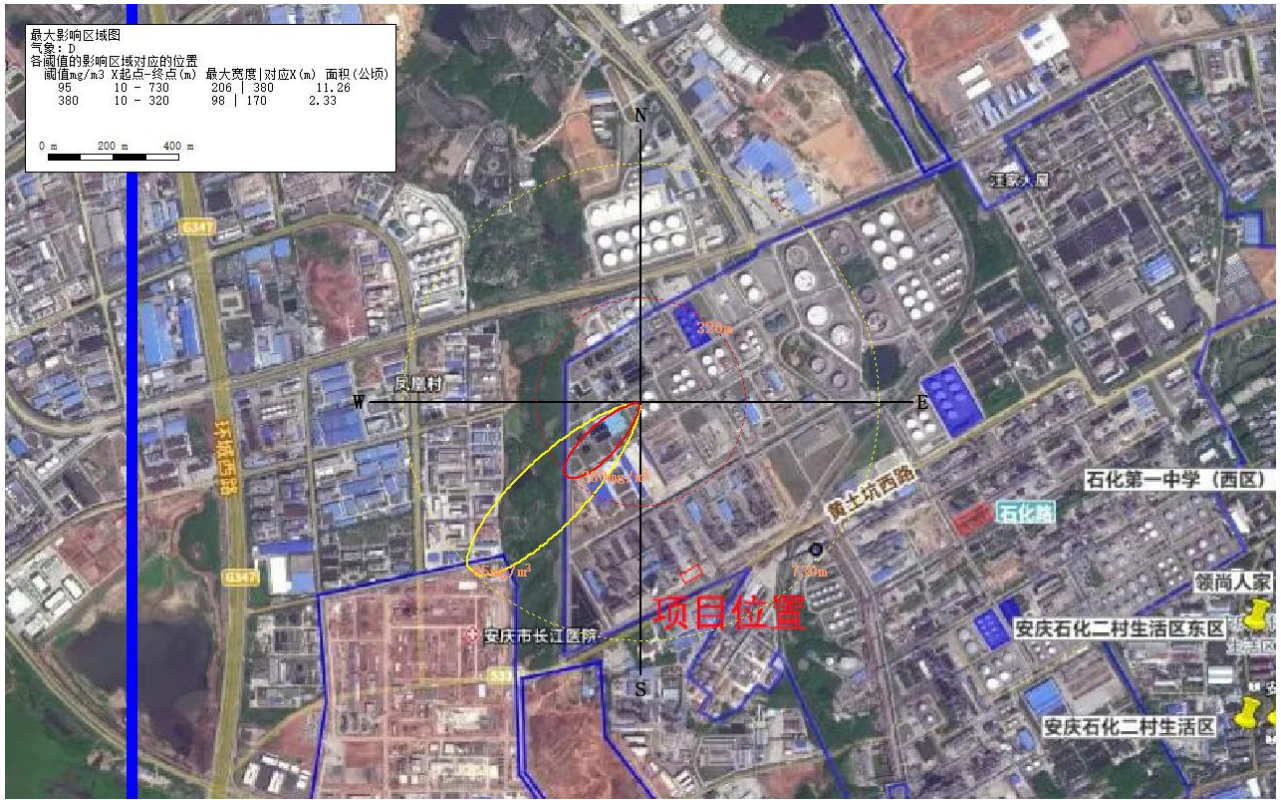 最大影响区域图
气象：D
各阈值的影响区域对应的位置
阈值mg/m3 X起点-终点(m) 最大宽度|对应X(m) 面积(公顷)
95 10 - 730 206 | 380 11.26
380 10 - 320 98 | 170 2.33
0 m 200 m 400 m
N
汪家大屋
G347
320m
凤凰村
W
E
环城西路
石化第一中学（西区）
黄土坑西路
石化路
730m
G347
领尚人家
项目位置
安庆市长江医院
安庆石化二村生活区东区
S
安庆石化二村生活区